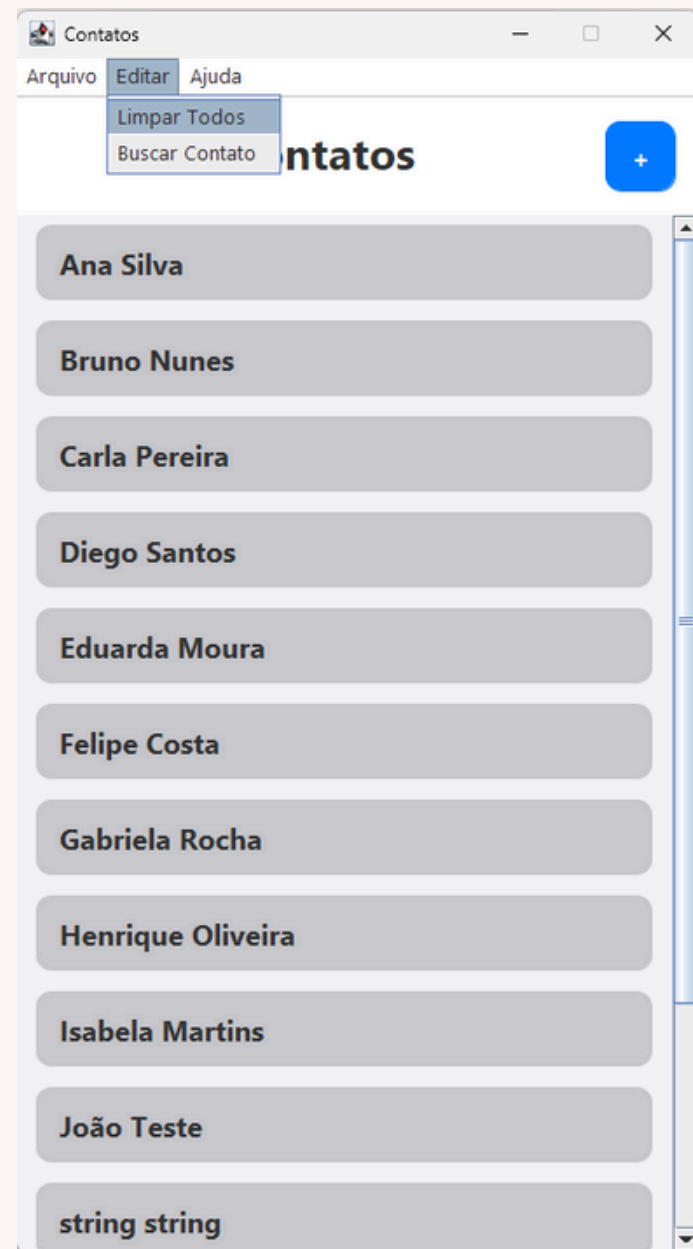 Contatos
Arquivo Editar Ajuda
Limpar Todos
Buscar Contato
ntatos
+
Ana Silva
Bruno Nunes
Carla Pereira
Diego Santos
Eduarda Moura
Felipe Costa
Gabriela Rocha
Henrique Oliveira
Isabela Martins
João Teste
string string